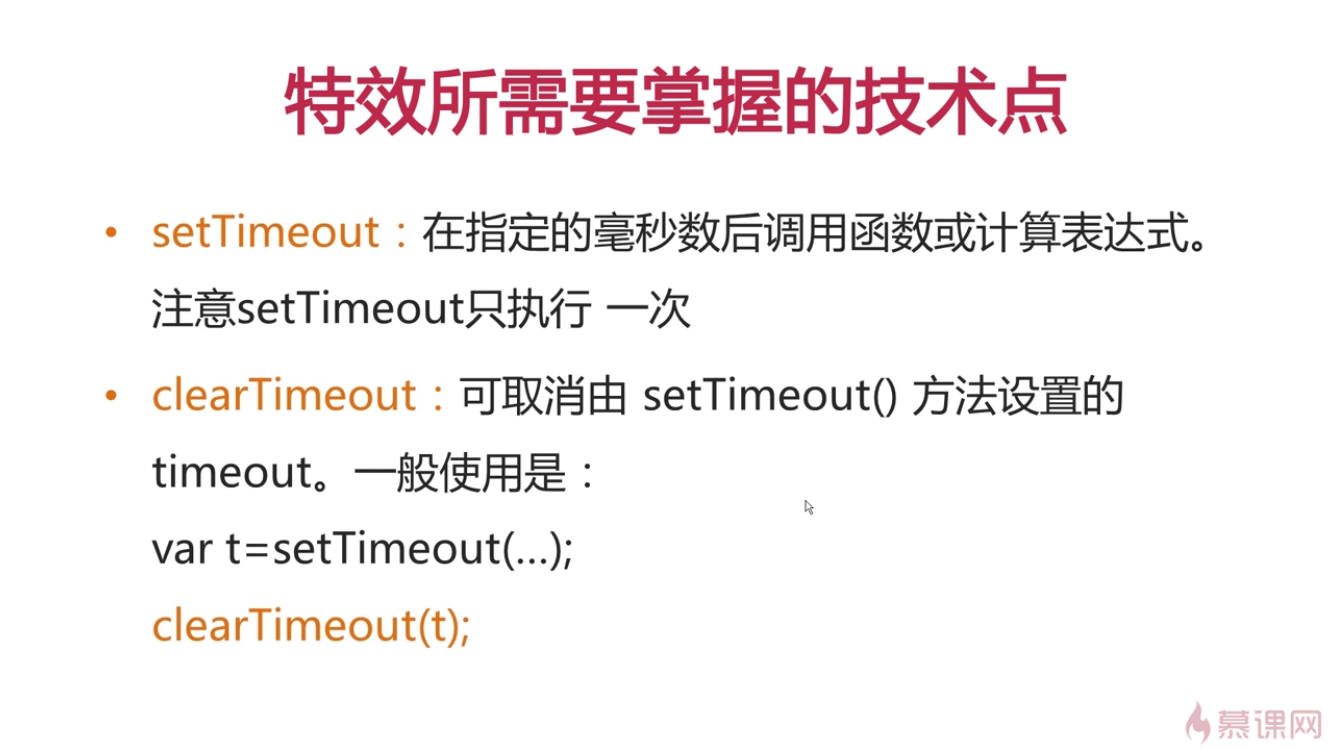 特效所需要掌握的技术点
• setTimeout：在指定的毫秒数后调用函数或计算表达式。
注意setTimeout只执行 一次
• clearTimeout：可取消由 setTimeout() 方法设置的
timeout。一般使用是：
var t=setTimeout(...);
clearTimeout(t);
慕课网